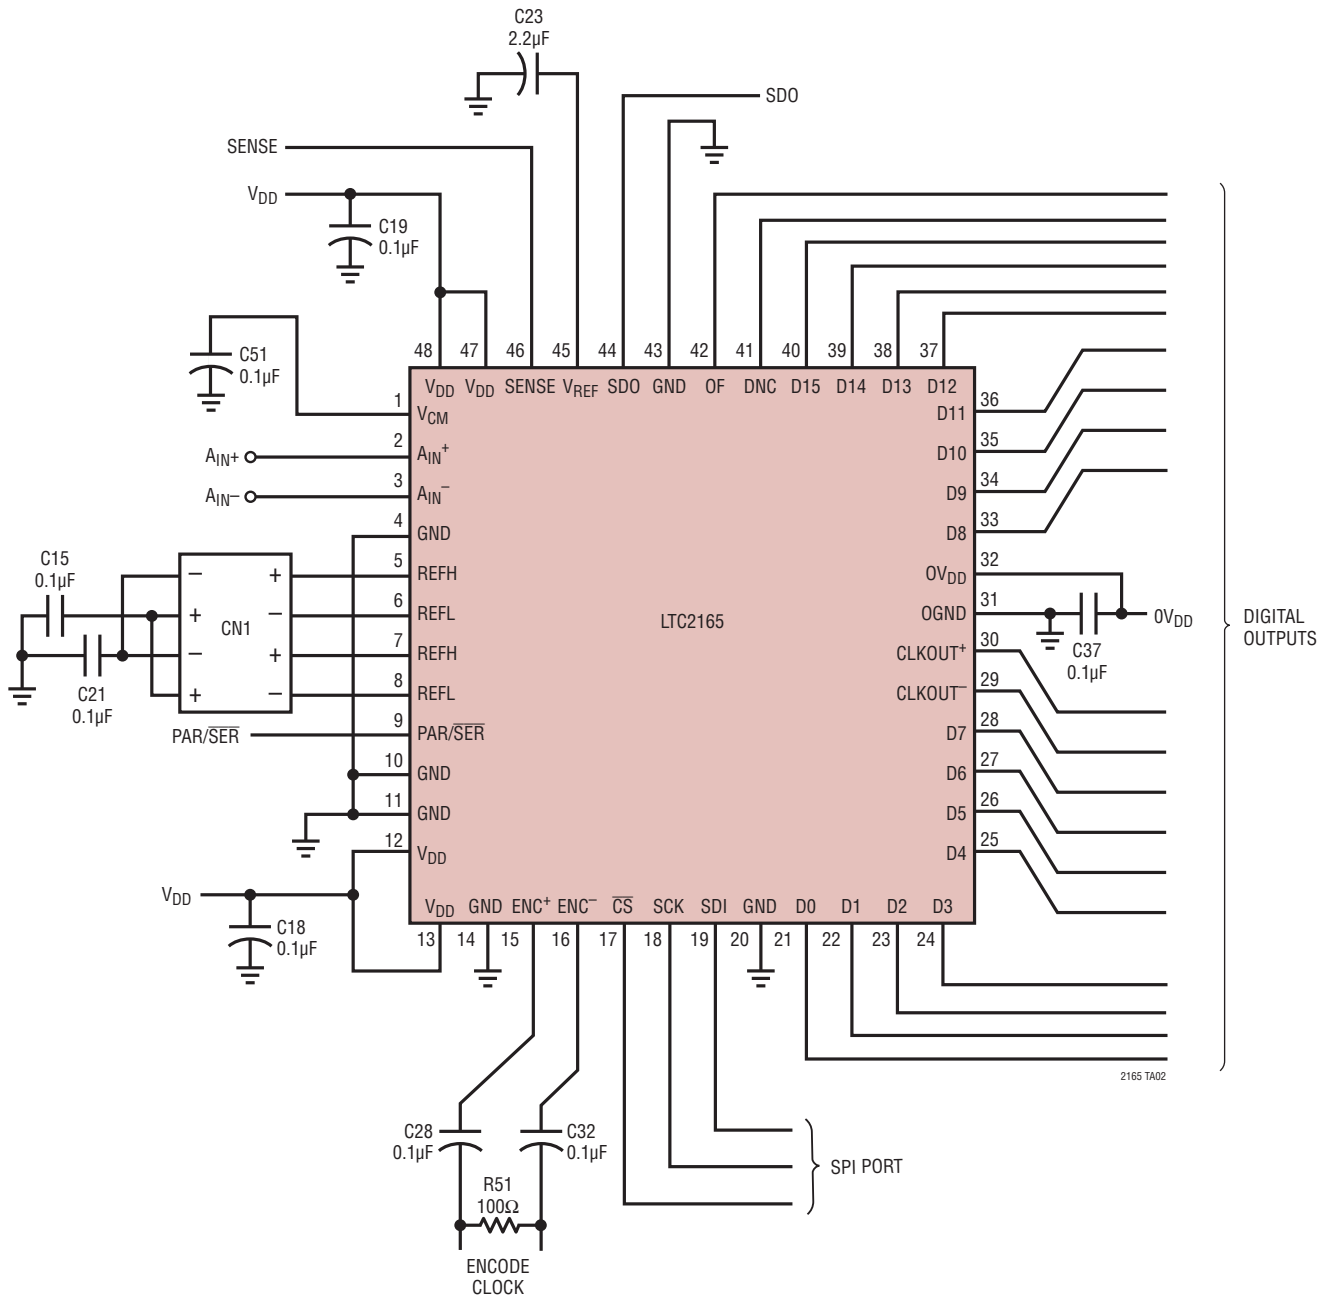 C23
2.2µF
SDO
SENSE
VDD
C19
0.1µF
C51
0.1µF
48 47 46 45 44 43 42 41 40 39 38 37
VDD VDD SENSE VREF SDO GND OF DNC D15 D14 D13 D12
1
VCM
AIN+
2
AIN+
AIN–
3
AIN–
4
GND
C15
0.1µF
– + 5
REFH
+ – 6
REFL
CN1
– + 7
REFH
+ – 8
REFL
C21
0.1µF
PAR/SER
9
PAR/SER
10
GND
11
GND
12
VDD
VDD
C18
0.1µF
LTC2165
D11
36
D10
35
D9
34
D8
33
OVDD
32
OGND
31
0VDD
C37
0.1µF
CLKOUT+
30
CLKOUT–
29
D7
28
D6
27
D5
26
D4
25
DIGITAL
OUTPUTS
VDD GND ENC+ ENC– CS SCK SDI GND D0 D1 D2 D3
13 14 15 16 17 18 19 20 21 22 23 24
2165 TA02
C28
0.1µF
C32
0.1µF
R51
100Ω
SPI PORT
ENCODE
CLOCK